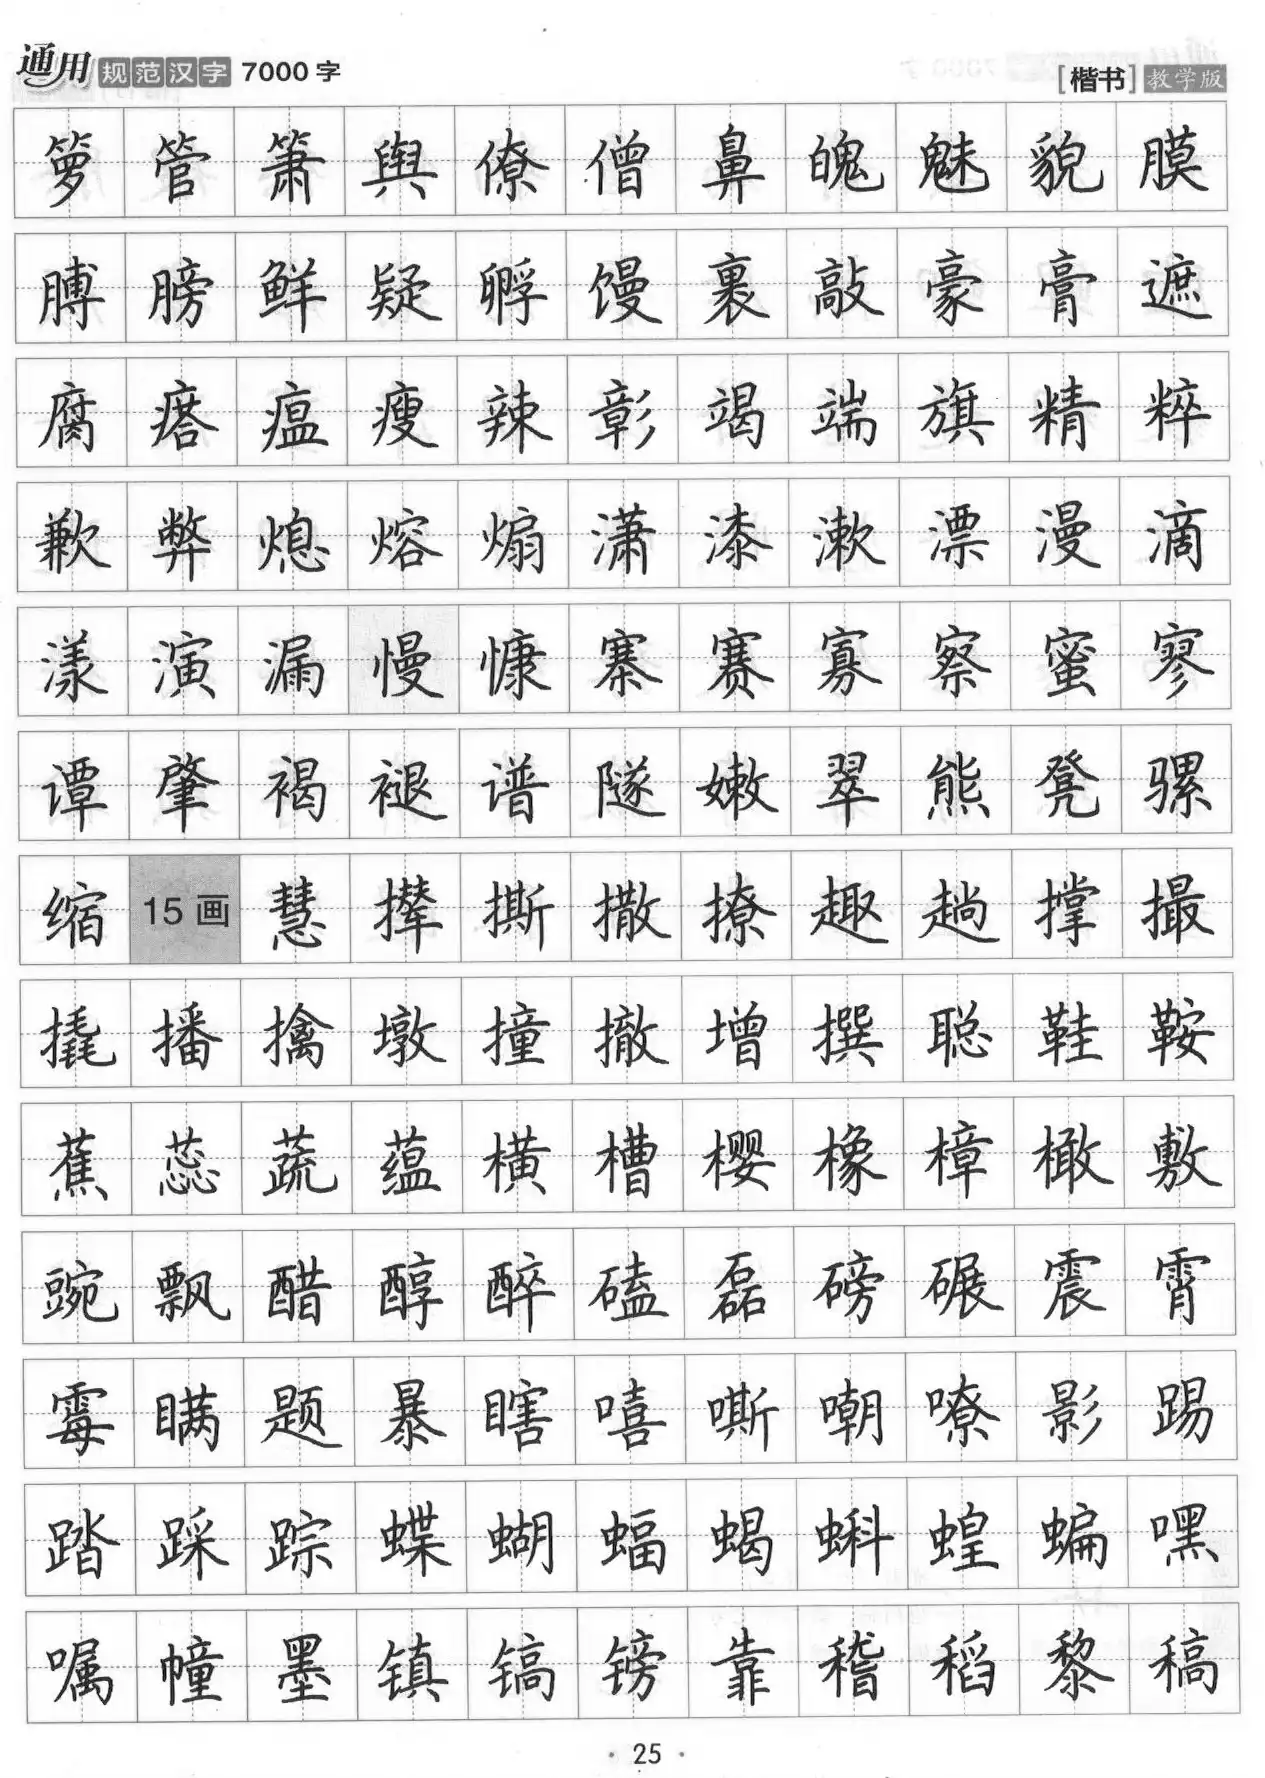 通用规范汉字7000字 [楷书]教学版
箩管箫舆僚僧鼻魄魅貌膜
膊膀鲜疑孵馒裹敲豪膏遮
腐瘩瘟瘦辣彰竭端旗精粹
歉弊熄熔煽潇漆漱漂漫滴
漾演漏慢慷寨赛寡察蜜寥
谭肇褐褪谱隧嫩翠熊凳骡
缩15画慧撵撕撒撩趣趟撑撮
撬播擒墩撞撤增撰聪鞋鞍
蕉蕊蔬蕴横槽樱橡樟橄敷
豌飘醋醇醉磕磊磅碾震霄
霉瞒题暴瞎嘻嘶嘲嘹影踢
踏踩踪蝶蝴蝠蝎蝌蝗蝙嘿
嘱幢墨镇镐镑靠稽稻黎稿
·25·